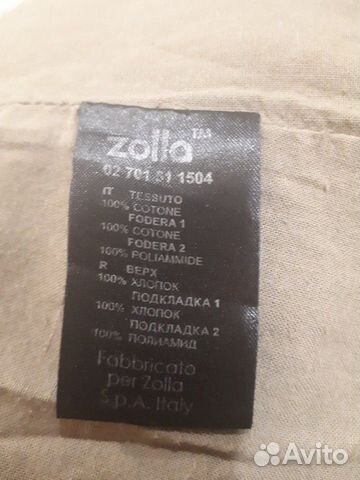 zolla TM
02 701 31 1504
IT TESSUTO
100% COTONE
FODERA 1
100% COTONE
FODERA 2
100% POLIAMMIDE
R ВЕРХ
100% ХЛОПОК
ПОДКЛАДКА 1
100% ХЛОПОК
ПОДКЛАДКА 2
100% ПОЛИАМИД
Fabbricato
per Zolla
S.p.A. Italy
Avito